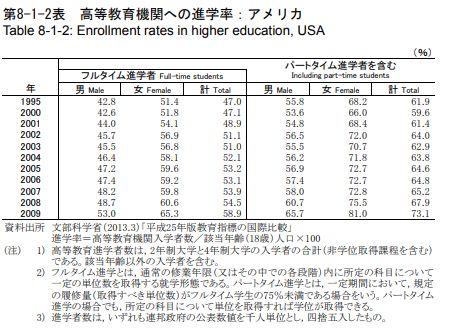 第8-1-2表　高等教育機関への進学率：アメリカ
Table 8-1-2: Enrollment rates in higher education, USA
（％）
フルタイム進学者 Full-time students　パートタイム進学者を含む Including part-time students
年　男 Male　女 Female　計 Total　男 Male　女 Female　計 Total
1995　42.8　51.4　47.0　55.8　68.2　61.9
2000　42.6　51.8　47.1　53.6　66.0　59.6
2001　44.0　54.1　48.9　54.8　68.4　61.4
2002　45.7　56.9　51.1　56.5　72.0　64.0
2003　45.5　56.8　51.0　55.5　70.7　62.9
2004　46.4　58.1　52.1　56.2　71.8　63.8
2005　47.2　59.6　53.2　56.9　72.7　64.6
2006　47.4　59.2　53.1　57.4　72.7　64.8
2007　48.2　59.8　53.9　58.0　72.8　65.2
2008　48.7　60.6　54.5　60.7　75.5　67.9
2009　53.0　65.3　58.9　65.7　81.0　73.1
資料出所　文部科学省(2013.3)「平成25年版教育指標の国際比較」
進学率＝高等教育機関入学者数／該当年齢(18歳)人口×100
（注）　1)　高等教育進学者数は，2年制大学と4年制大学の入学者の合計(非学位取得課程を含む)
である。該当年齢以外の入学者を含む。
2)　フルタイム進学とは，通常の修業年限(又はその中での各段階)内に所定の科目について
一定の単位数を取得する就学形態である。パートタイム進学とは，一定期間において，規定
の履修量(取得すべき単位数)がフルタイム学生の75%未満である場合をいう。パートタイム
進学の場合でも，所定の科目について単位を取得すれば学位が取得できる。
3)　進学者数は，いずれも連邦政府の公表数値を千人単位とし，四捨五入したもの。